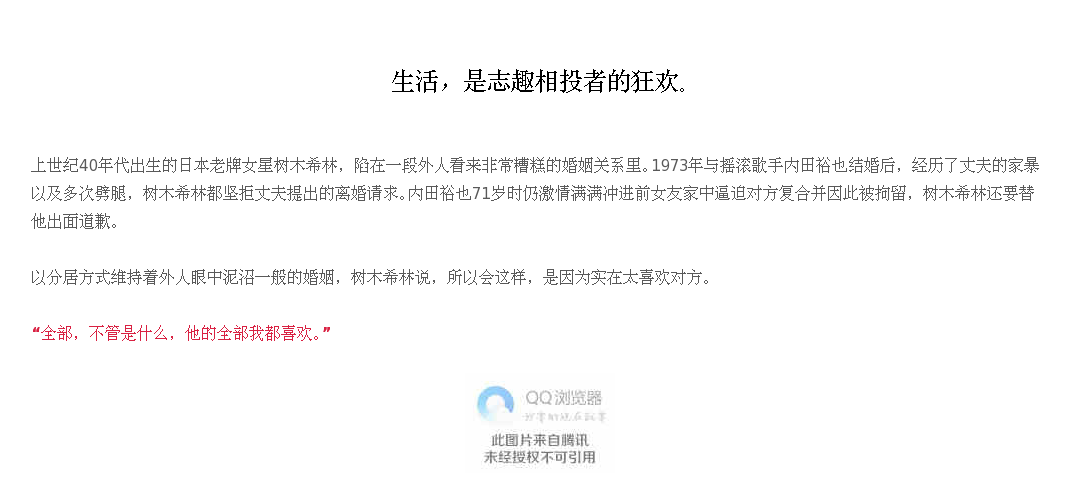 生活，是志趣相投者的狂欢。
上世纪40年代出生的日本老牌女星树木希林，陷在一段外人看来非常糟糕的婚姻关系里。1973年与摇滚歌手内田裕也结婚后，经历了丈夫的家暴
以及多次劈腿，树木希林都坚拒丈夫提出的离婚请求。内田裕也71岁时仍激情满满冲进前女友家中逼迫对方复合并因此被拘留，树木希林还要替
他出面道歉。
以分居方式维持着外人眼中泥沼一般的婚姻，树木希林说，所以会这样，是因为实在太喜欢对方。
“全部，不管是什么，他的全部我都喜欢。”
QQ浏览器
此图片来自腾讯
未经授权不可引用